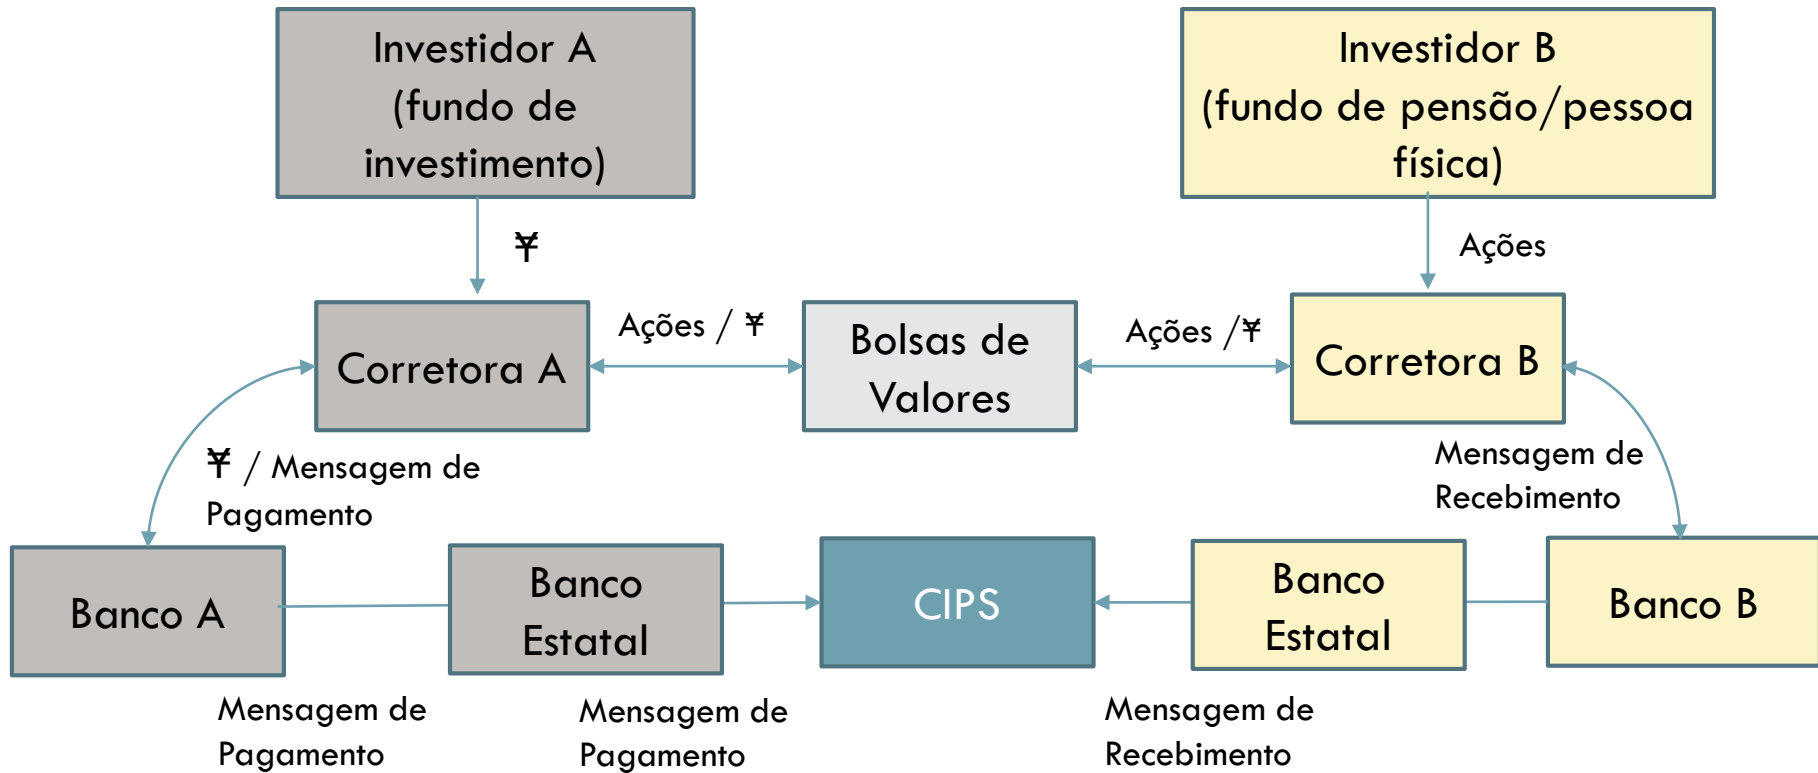 Investidor A
(fundo de
investimento)
Investidor B
(fundo de pensão/pessoa
física)
¥
Ações
Corretora A
Ações / ¥
Bolsas de
Valores
Ações /¥
Corretora B
¥ / Mensagem de
Pagamento
Mensagem de
Recebimento
Banco A
Banco
Estatal
CIPS
Banco
Estatal
Banco B
Mensagem de
Pagamento
Mensagem de
Pagamento
Mensagem de
Recebimento